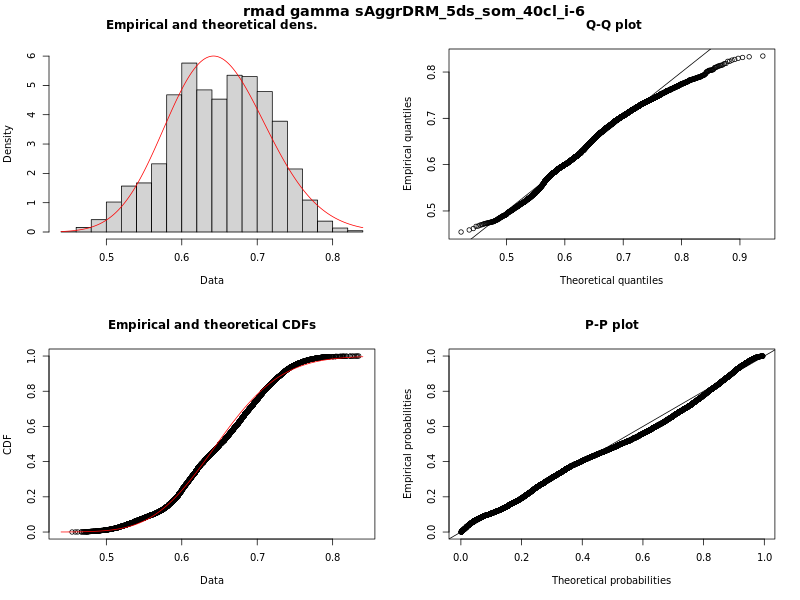 rmad gamma sAggrDRM_5ds_som_40cl_i-6
Empirical and theoretical dens.
Density
0 1 2 3 4 5 6
0.5 0.6 0.7 0.8
Data
Q-Q plot
Empirical quantiles
0.5 0.6 0.7 0.8
0.5 0.6 0.7 0.8 0.9
Theoretical quantiles
Empirical and theoretical CDFs
CDF
0.0 0.2 0.4 0.6 0.8 1.0
0.5 0.6 0.7 0.8
Data
P-P plot
Empirical probabilities
0.0 0.2 0.4 0.6 0.8 1.0
0.0 0.2 0.4 0.6 0.8 1.0
Theoretical probabilities